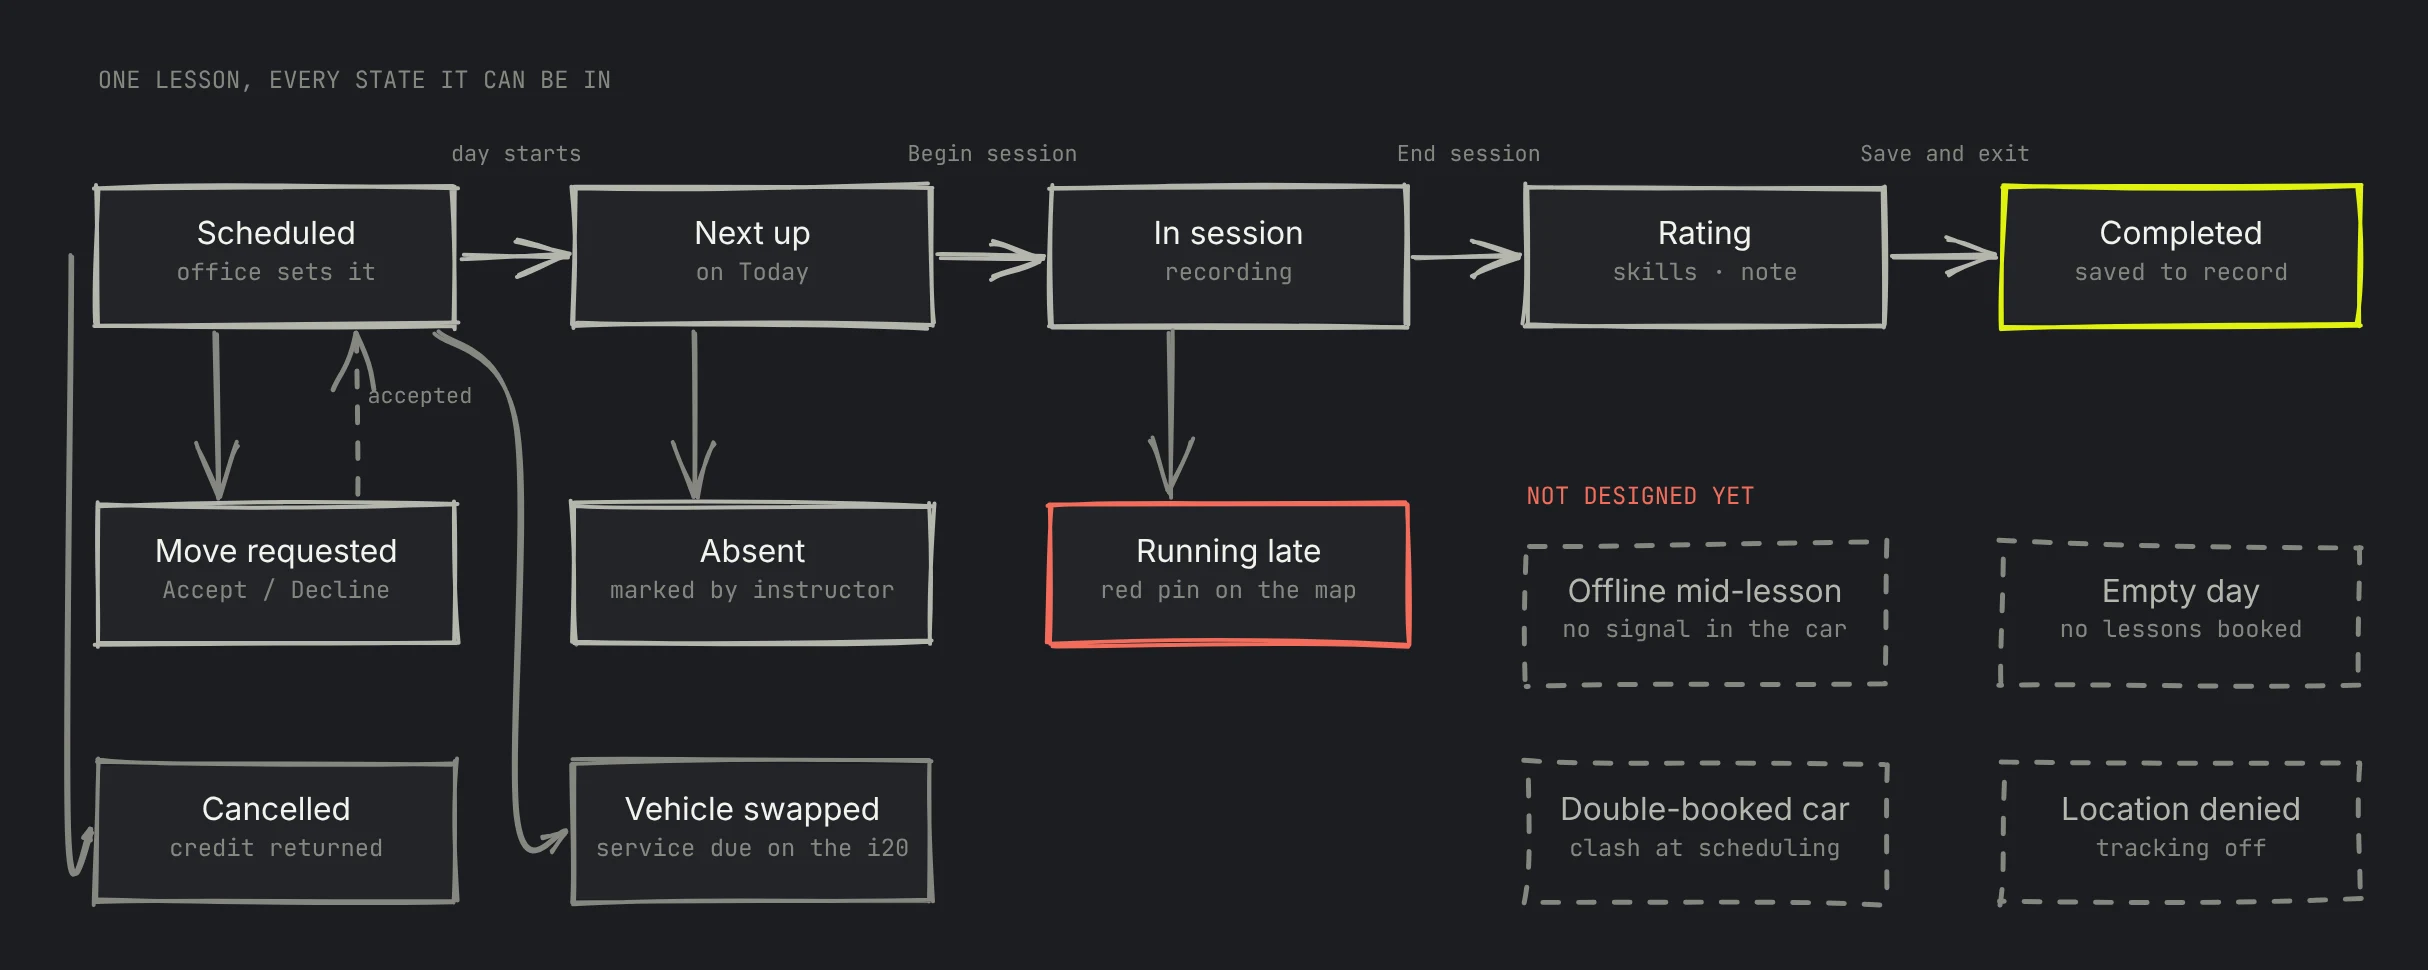 ONE LESSON, EVERY STATE IT CAN BE IN
day starts
Begin session
End session
Save and exit
Scheduled
office sets it
Next up
on Today
In session
recording
Rating
skills · note
Completed
saved to record
accepted
Move requested
Accept / Decline
Absent
marked by instructor
Running late
red pin on the map
NOT DESIGNED YET
Offline mid-lesson
no signal in the car
Empty day
no lessons booked
Cancelled
credit returned
Vehicle swapped
service due on the i20
Double-booked car
clash at scheduling
Location denied
tracking off